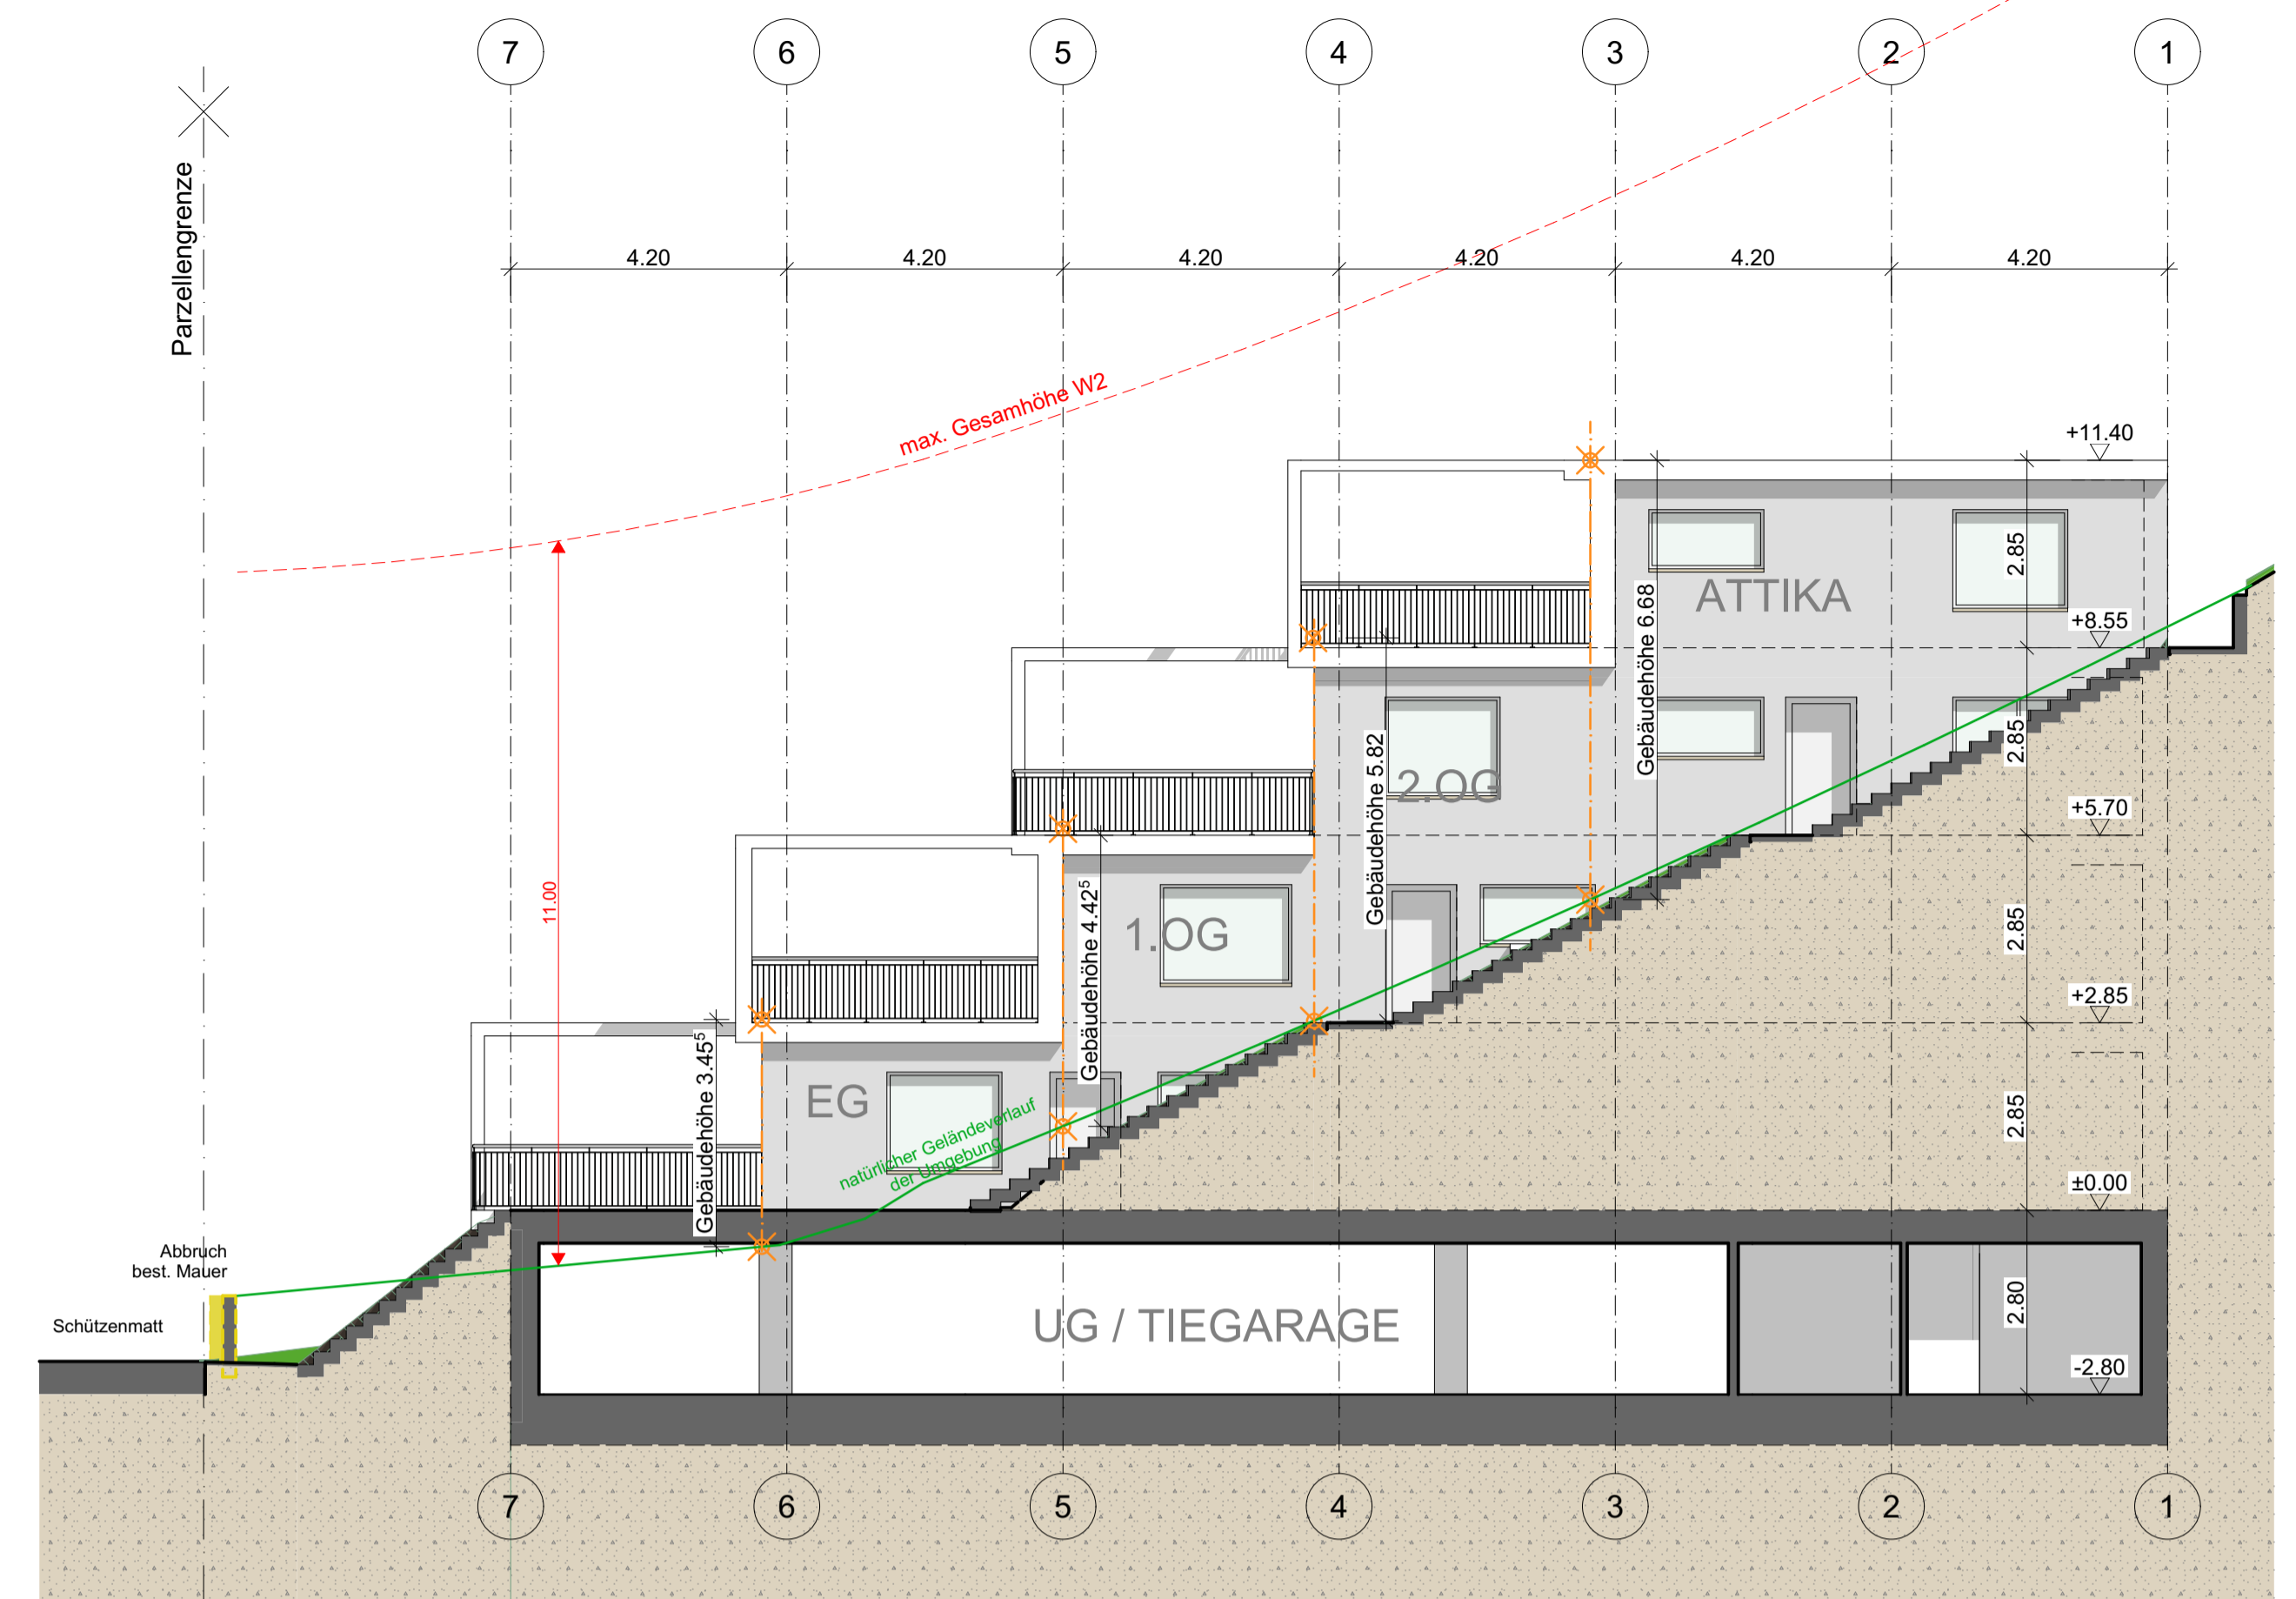 7 6 5 4 3 2 1
Parzellengrenze
4.20 4.20 4.20 4.20 4.20 4.20
max. Gesamhöhe W2
+11.40
2.85
ATTIKA
Gebäudehöhe 6.68
+8.55
2.85
2.OG
Gebäudehöhe 5.82
+5.70
11.00
1.OG
Gebäudehöhe 4.42⁵
2.85
+2.85
Gebäudehöhe 3.45⁵
EG
natürlicher Geländeverlauf
der Umgebung
2.85
±0.00
Abbruch
best. Mauer
Schützenmatt
UG / TIEGARAGE
2.80
-2.80
7 6 5 4 3 2 1